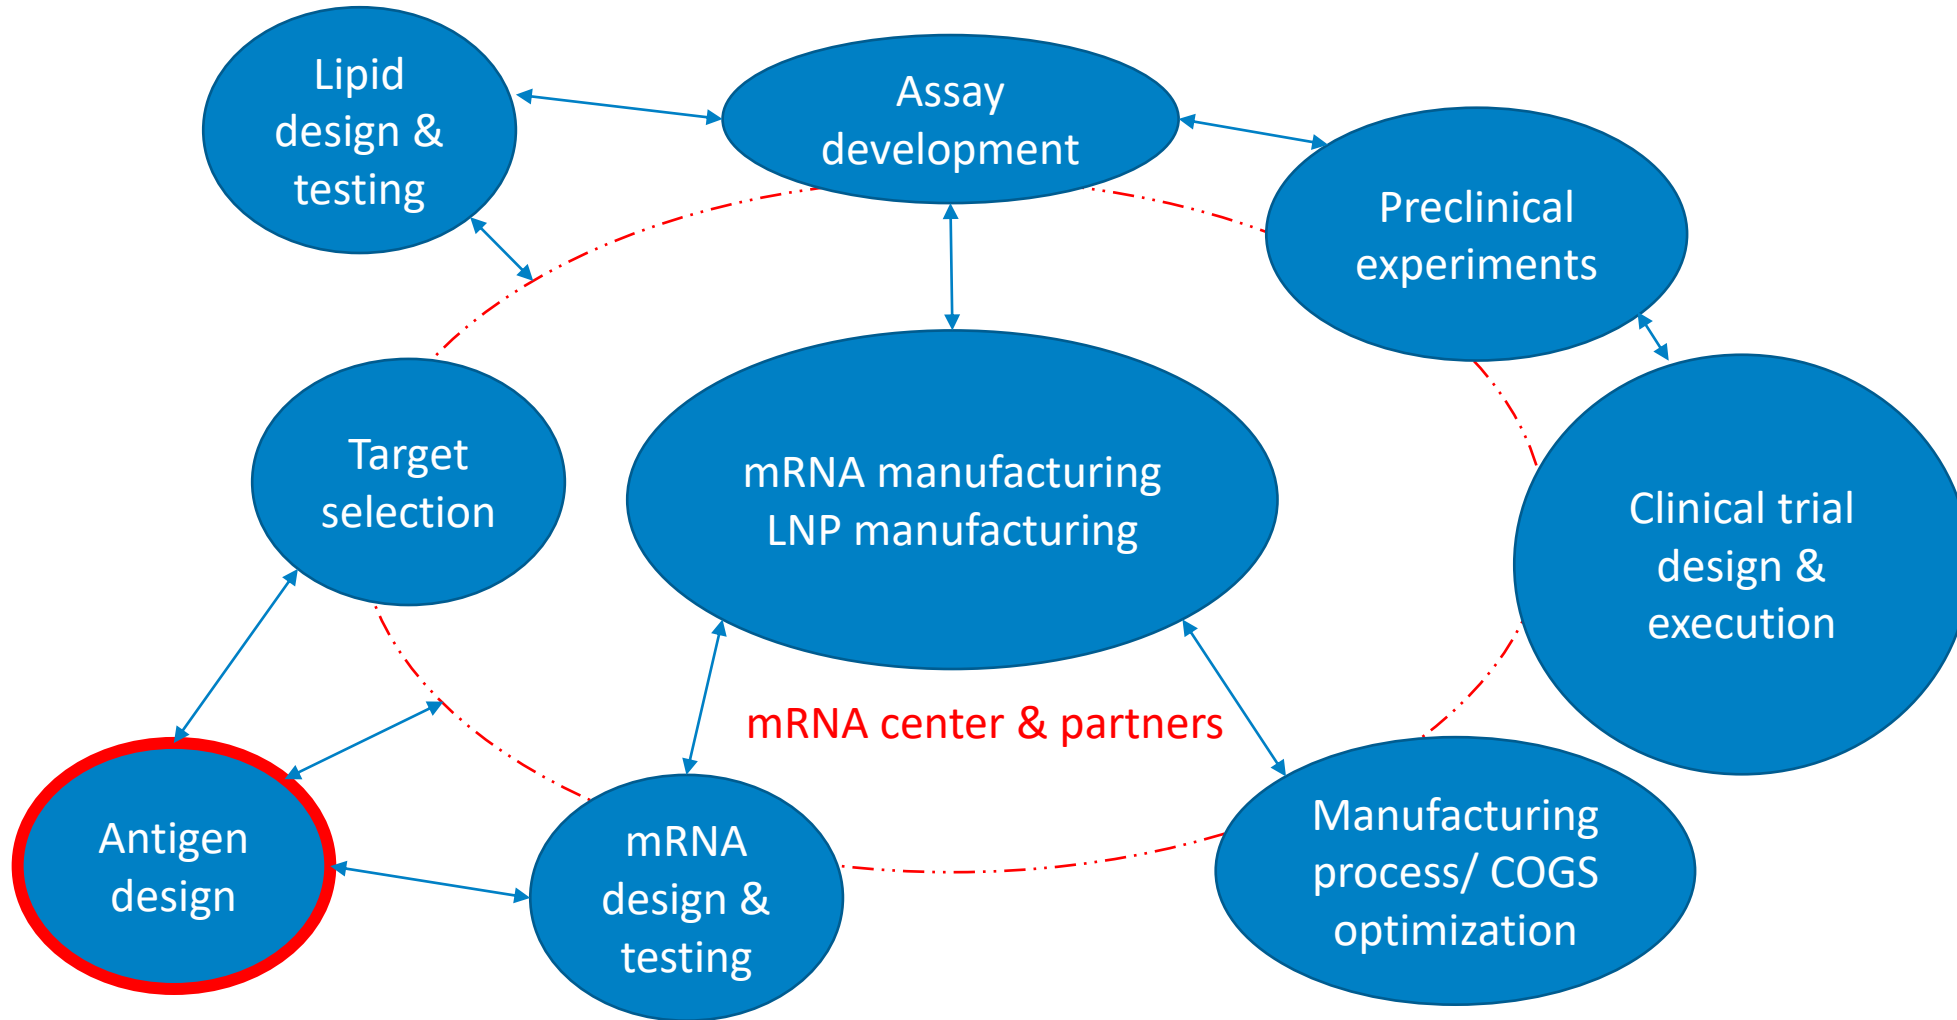 Lipid
design &
testing
Assay
development
Preclinical
experiments
Target
selection
mRNA manufacturing
LNP manufacturing
Clinical trial
design &
execution
mRNA center & partners
Antigen
design
mRNA
design &
testing
Manufacturing
process/ COGS
optimization